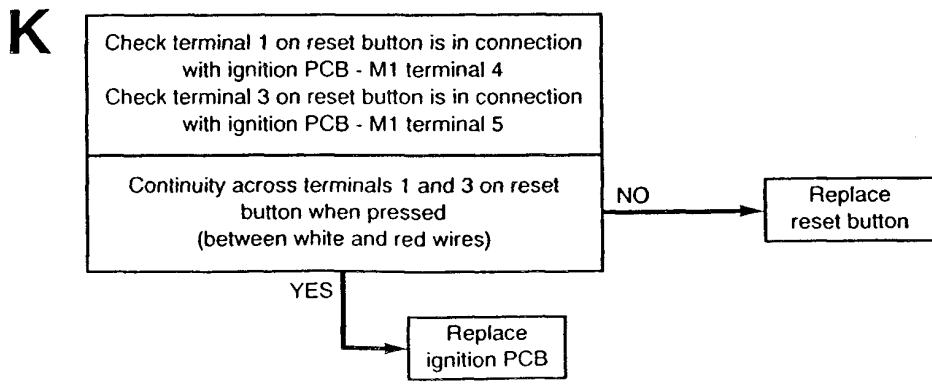 K
Check terminal 1 on reset button is in connection
with ignition PCB - M1 terminal 4
Check terminal 3 on reset button is in connection
with ignition PCB - M1 terminal 5
Continuity across terminals 1 and 3 on reset
button when pressed
(between white and red wires)
NO
Replace
reset button
YES
Replace
ignition PCB